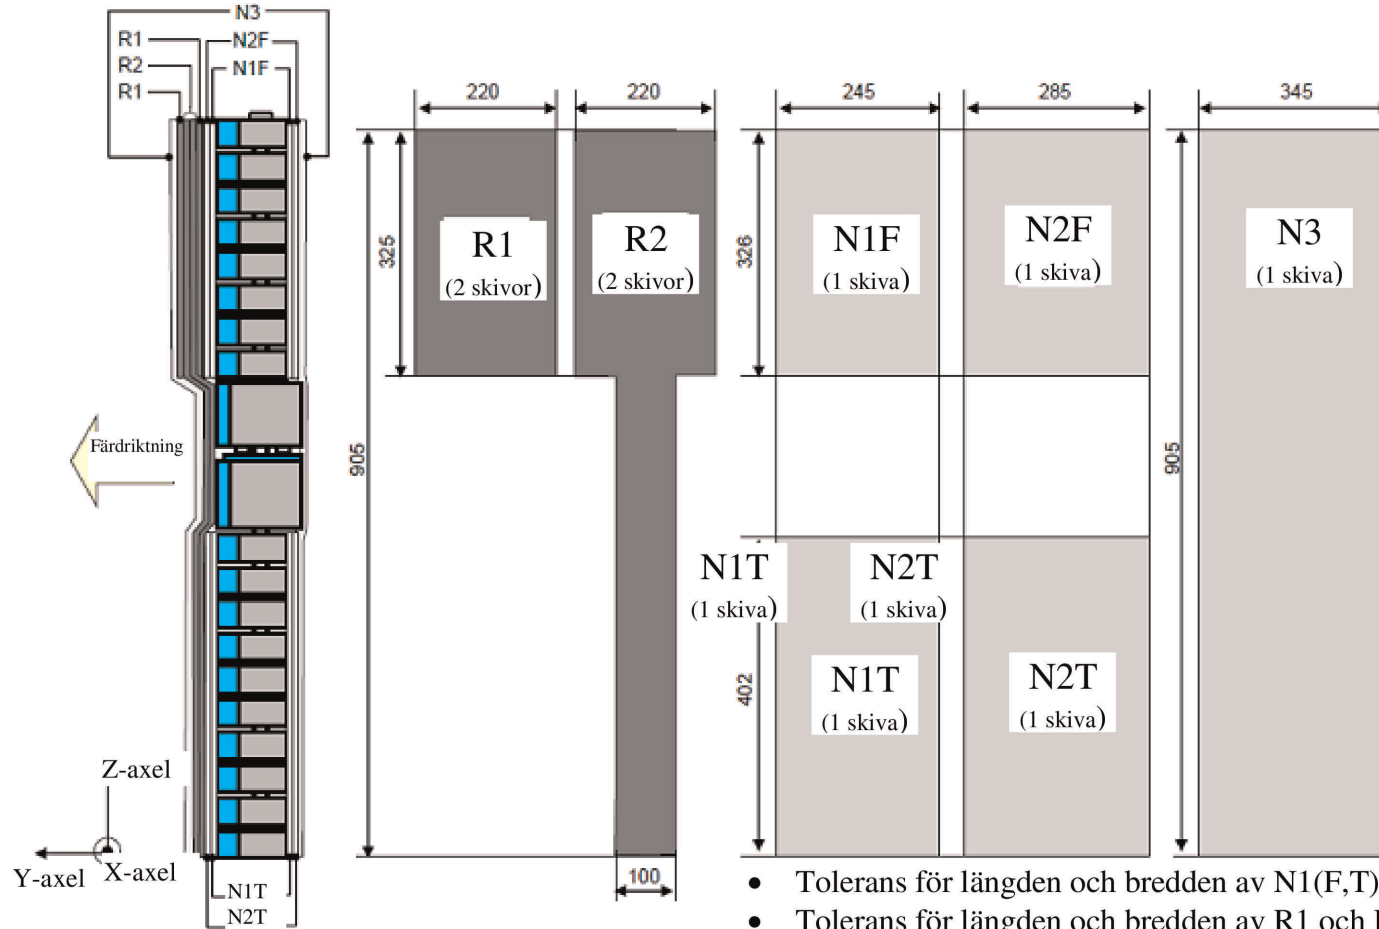 N3
R1
N2F
R2
N1F
R1
220
220
245
285
345
325
326
R1
(2 skivor)
R2
(2 skivor)
N1F
(1 skiva)
N2F
(1 skiva)
N3
(1 skiva)
Färdriktning
905
905
N1T
(1 skiva)
N2T
(1 skiva)
402
N1T
(1 skiva)
N2T
(1 skiva)
Z-axel
Y-axel
X-axel
N1T
N2T
100
• Tolerans för längden och bredden av N1(F,T)
• Tolerans för längden och bredden av R1 och